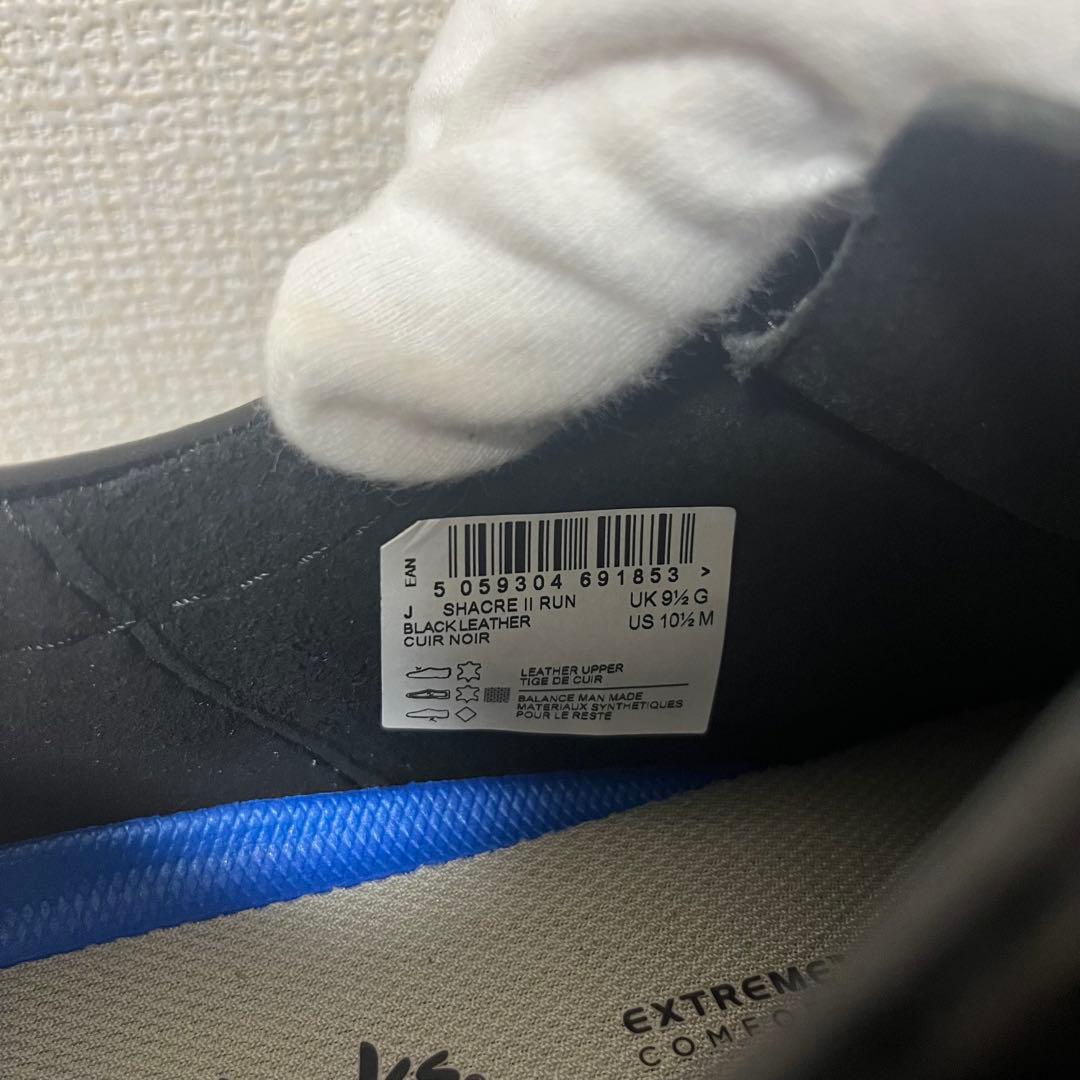 EAN
5 059304 691853 >
J SHACRE II RUN UK 9½ G
BLACK LEATHER US 10½ M
CUIR NOIR
LEATHER UPPER
TIGE DE CUIR
BALANCE MAN MADE
MATERIAUX SYNTHETIQUES
POUR LE RESTE
EXTREME